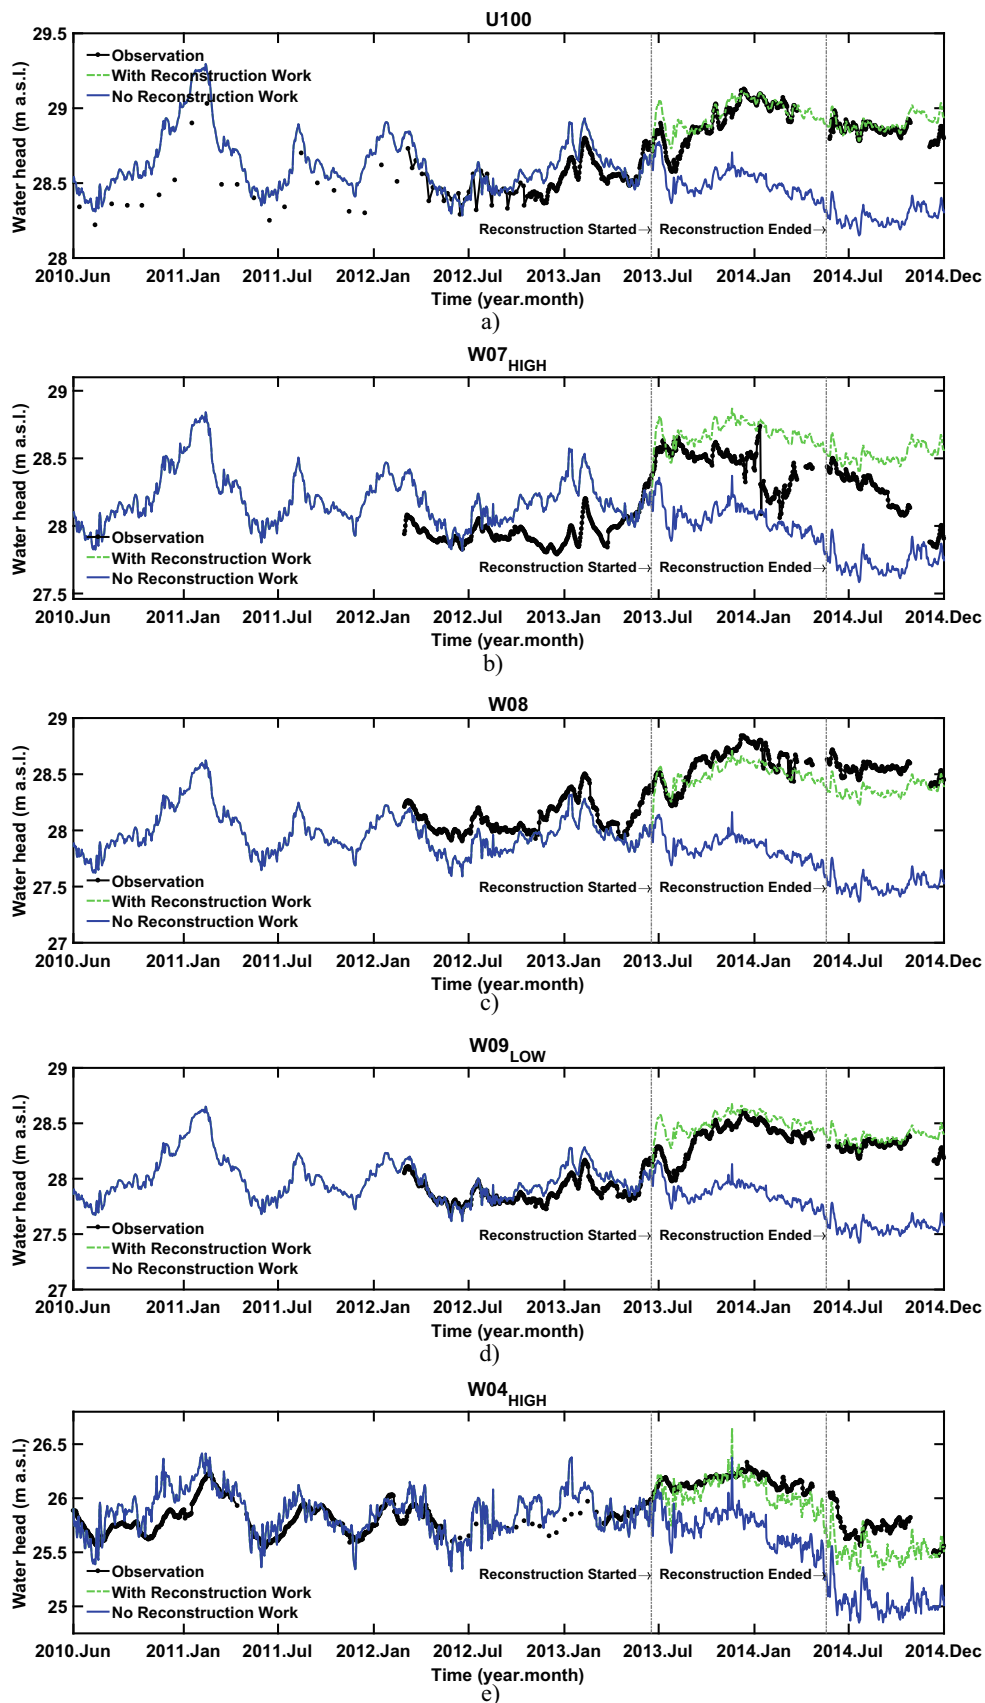 U100
29.5
29
28.5
28
Water head (m a.s.l.)
Observation
With Reconstruction Work
No Reconstruction Work
Reconstruction Started→ Reconstruction Ended→
2010.Jun 2011.Jan 2011.Jul 2012.Jan 2012.Jul 2013.Jan 2013.Jul 2014.Jan 2014.Jul 2014.Dec
Time (year.month)
a)
W07HIGH
29
28.5
28
27.5
Water head (m a.s.l.)
Observation
With Reconstruction Work
No Reconstruction Work
Reconstruction Started→ Reconstruction Ended→
2010.Jun 2011.Jan 2011.Jul 2012.Jan 2012.Jul 2013.Jan 2013.Jul 2014.Jan 2014.Jul 2014.Dec
Time (year.month)
b)
W08
29
28.5
28
27.5
27
Water head (m a.s.l.)
Observation
With Reconstruction Work
No Reconstruction Work
Reconstruction Started→ Reconstruction Ended→
2010.Jun 2011.Jan 2011.Jul 2012.Jan 2012.Jul 2013.Jan 2013.Jul 2014.Jan 2014.Jul 2014.Dec
Time (year.month)
c)
W09LOW
29
28.5
28
27.5
27
Water head (m a.s.l.)
Observation
With Reconstruction Work
No Reconstruction Work
Reconstruction Started→ Reconstruction Ended→
2010.Jun 2011.Jan 2011.Jul 2012.Jan 2012.Jul 2013.Jan 2013.Jul 2014.Jan 2014.Jul 2014.Dec
Time (year.month)
d)
W04HIGH
26.5
26
25.5
25
Water head (m a.s.l.)
Observation
With Reconstruction Work
No Reconstruction Work
Reconstruction Started→ Reconstruction Ended→
2010.Jun 2011.Jan 2011.Jul 2012.Jan 2012.Jul 2013.Jan 2013.Jul 2014.Jan 2014.Jul 2014.Dec
Time (year.month)
e)